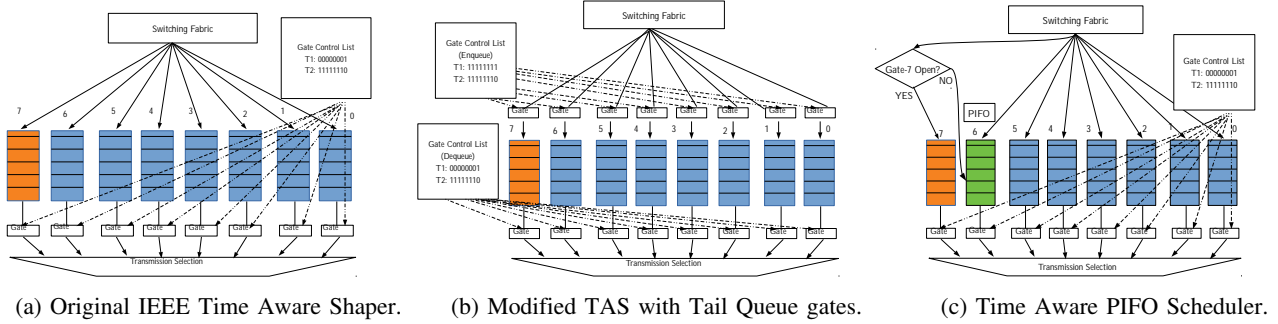 Switching Fabric
Gate Control List
T1: 00000001
T2: 11111110
7 6 5 4 3 2 1 0
Gate Gate Gate Gate Gate Gate Gate Gate
Transmission Selection
(a) Original IEEE Time Aware Shaper.
Switching Fabric
Gate Control List
(Enqueue)
T1: 11111111
T2: 11111110
Gate Gate Gate Gate Gate Gate Gate Gate
Gate Control List
(Dequeue)
T1: 00000001
T2: 11111110
7 6 5 4 3 2 1 0
Gate Gate Gate Gate Gate Gate Gate Gate
Transmission Selection
(b) Modified TAS with Tail Queue gates.
Switching Fabric
Gate Control List
T1: 00000001
T2: 11111110
Gate-7 Open?
NO
YES
PIFO
7 6 5 4 3 2 1 0
Gate Gate Gate Gate Gate Gate Gate Gate
Transmission Selection
(c) Time Aware PIFO Scheduler.